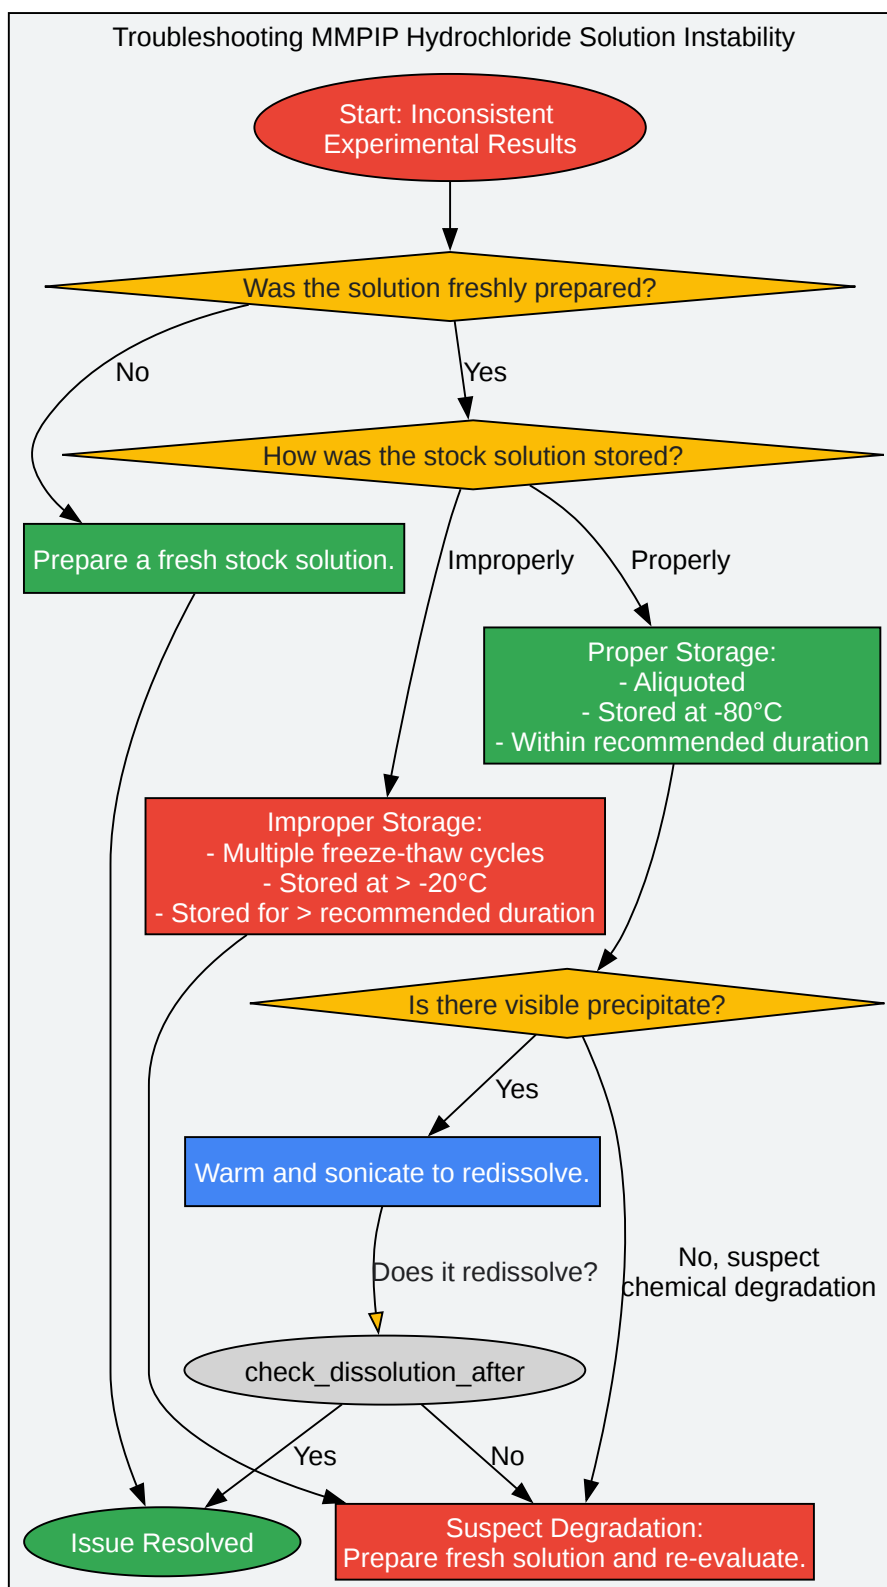 Troubleshooting MMPIP Hydrochloride Solution Instability
Start: Inconsistent
Experimental Results
Was the solution freshly prepared?
No
Yes
How was the stock solution stored?
Prepare a fresh stock solution.
Improperly
Properly
Proper Storage:
- Aliquoted
- Stored at -80°C
- Within recommended duration
Improper Storage:
- Multiple freeze-thaw cycles
- Stored at > -20°C
- Stored for > recommended duration
Is there visible precipitate?
Yes
Warm and sonicate to redissolve.
No, suspect
chemical degradation
Does it redissolve?
check_dissolution_after
Yes
No
Issue Resolved
Suspect Degradation:
Prepare fresh solution and re-evaluate.